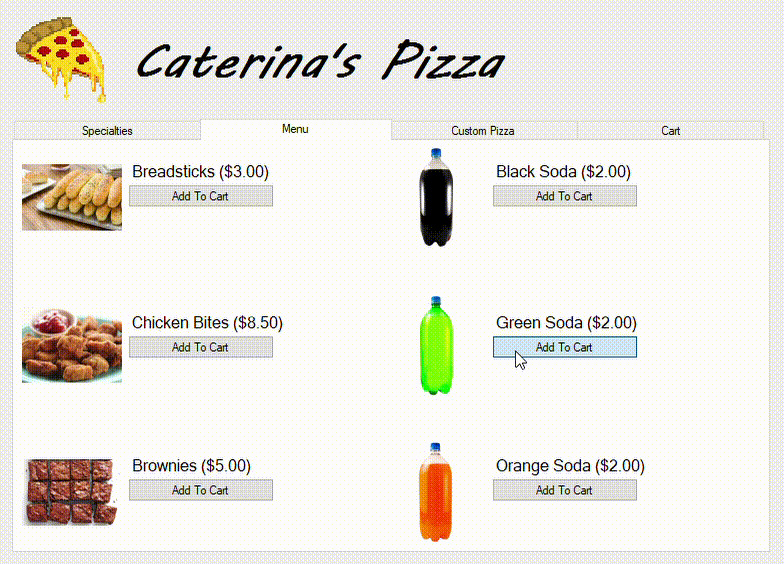 Caterina's Pizza
Specialties
Menu
Custom Pizza
Cart
Breadsticks ($3.00)
Add To Cart
Black Soda ($2.00)
Add To Cart
Chicken Bites ($8.50)
Add To Cart
Green Soda ($2.00)
Add To Cart
Brownies ($5.00)
Add To Cart
Orange Soda ($2.00)
Add To Cart